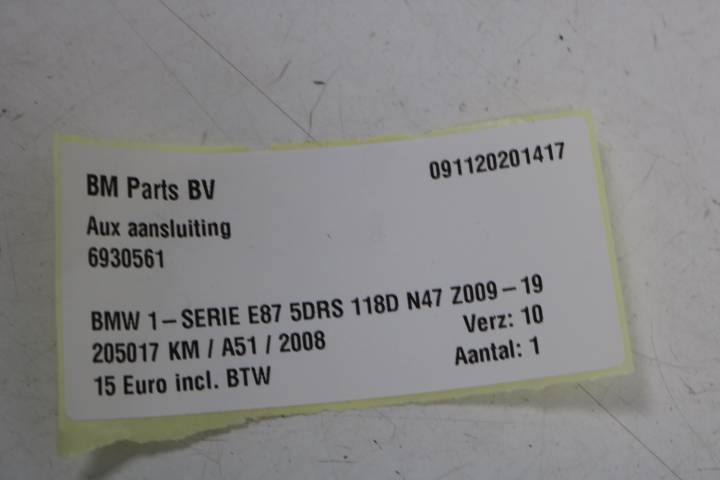 BM Parts BV
091120201417
Aux aansluiting
6930561
BMW 1-SERIE E87 5DRS 118D N47 Z009-19
205017 KM / A51 / 2008
Verz: 10
15 Euro incl. BTW
Aantal: 1